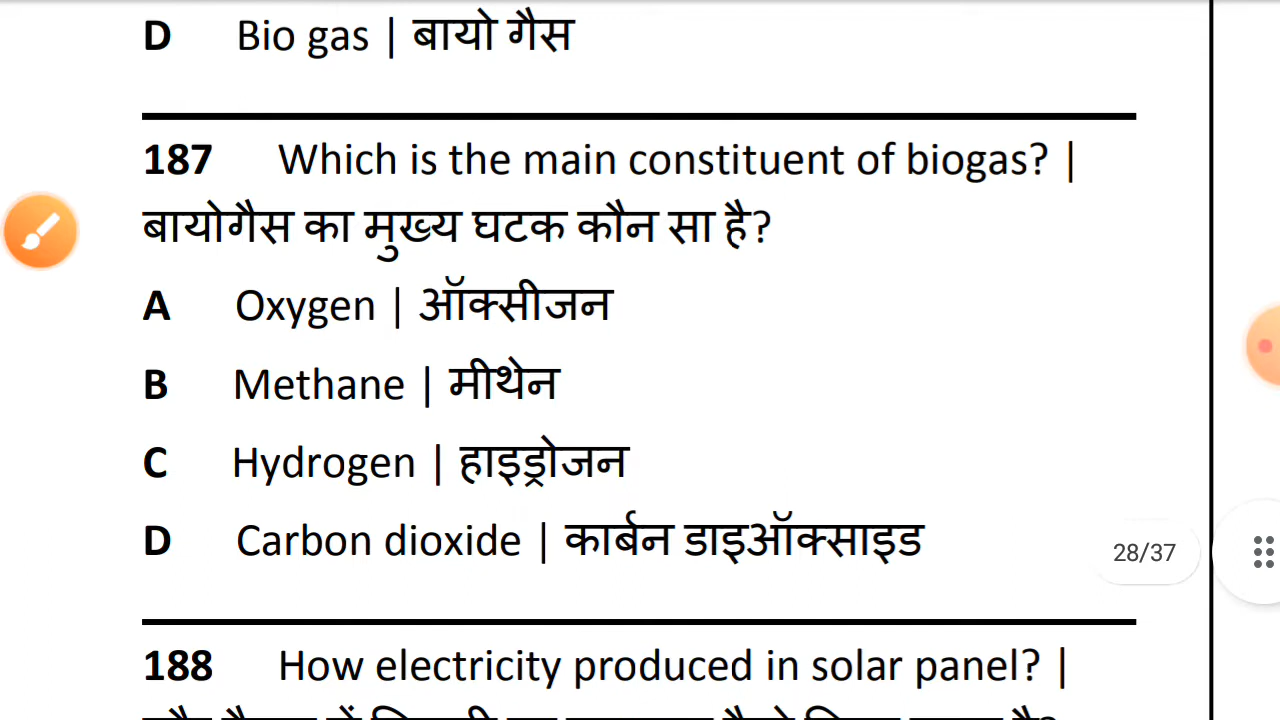 D Bio gas | बायो गैस
187 Which is the main constituent of biogas? |
बायोगैस का मुख्य घटक कौन सा है?
A Oxygen | ऑक्सीजन
B Methane | मीथेन
C Hydrogen | हाइड्रोजन
D Carbon dioxide | कार्बन डाइऑक्साइड
28/37
188 How electricity produced in solar panel? |